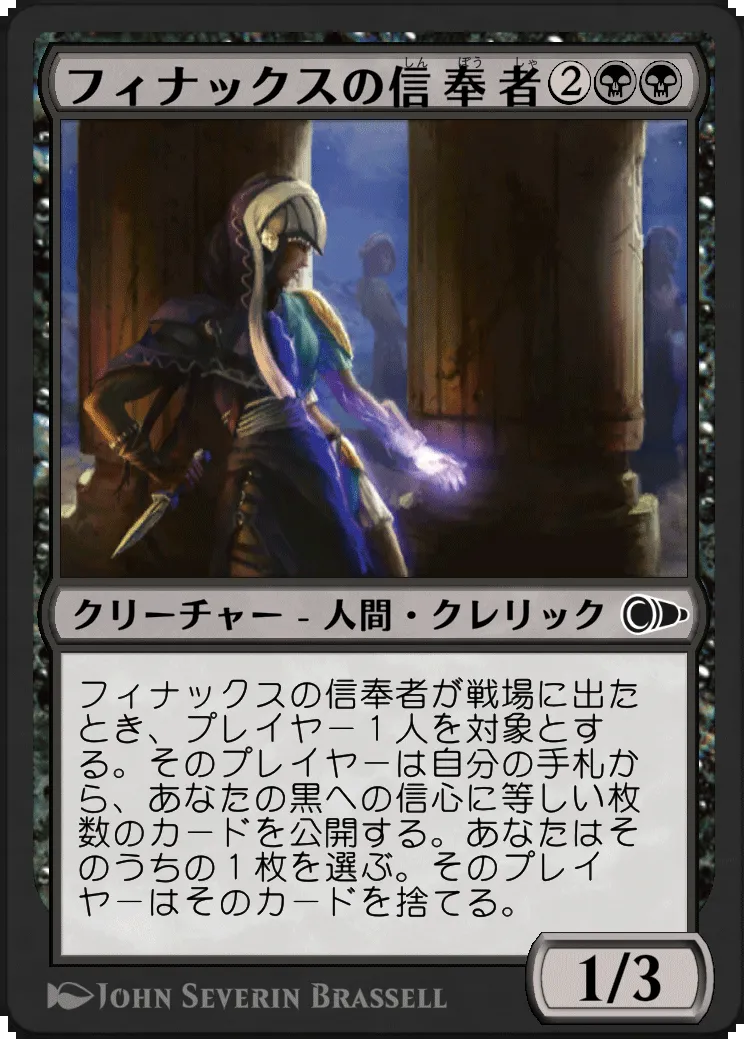 フィナックスの信奉者②
しん ぽう しゃ
クリーチャー - 人間・クレリック
フィナックスの信奉者が戦場に出た
とき、プレイヤー１人を対象とす
る。そのプレイヤーは自分の手札か
ら、あなたの黒への信心に等しい枚
数のカードを公開する。あなたはそ
のうちの１枚を選ぶ。そのプレイ
ヤーはそのカードを捨てる。
1/3
JOHN SEVERIN BRASSELL